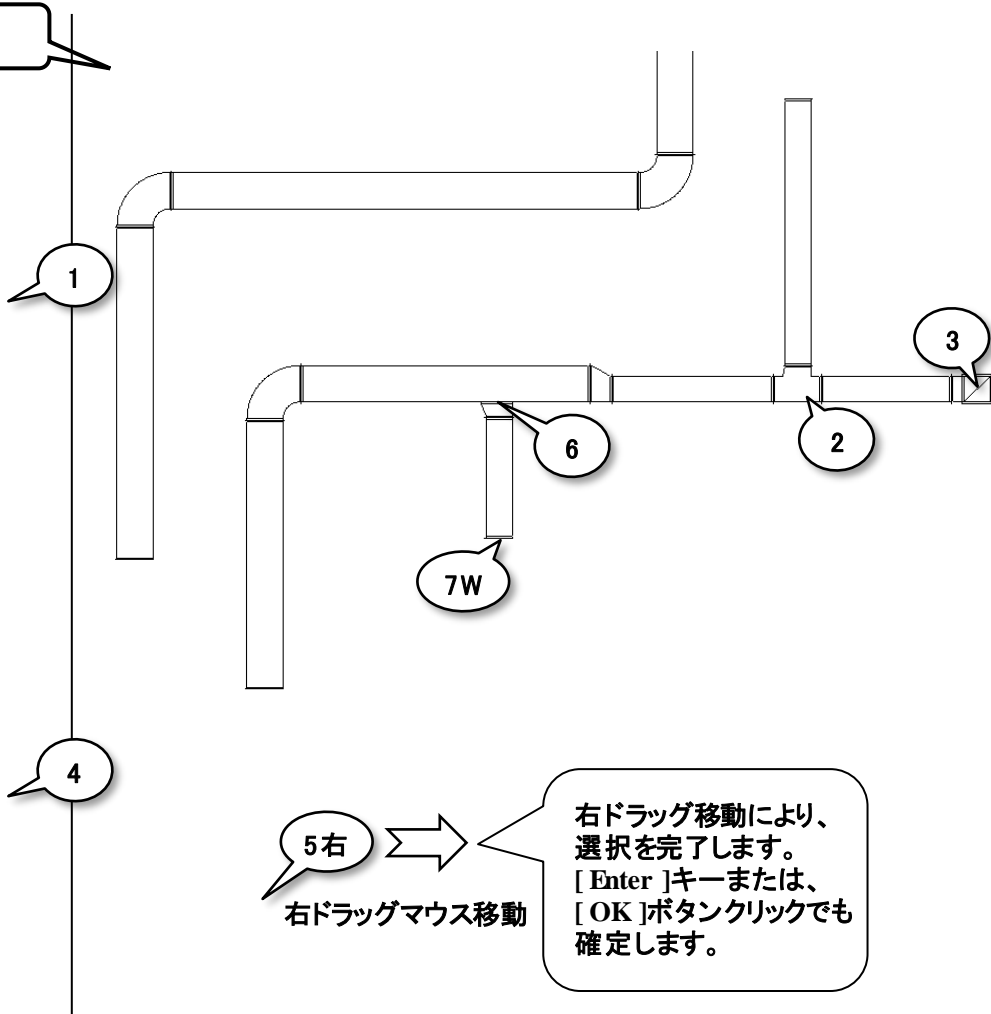 1
3
2
6
7W
4
5右
右ドラッグマウス移動
右ドラッグ移動により、
選択を完了します。
[ Enter ]キーまたは、
[ OK ]ボタンクリックでも
確定します。